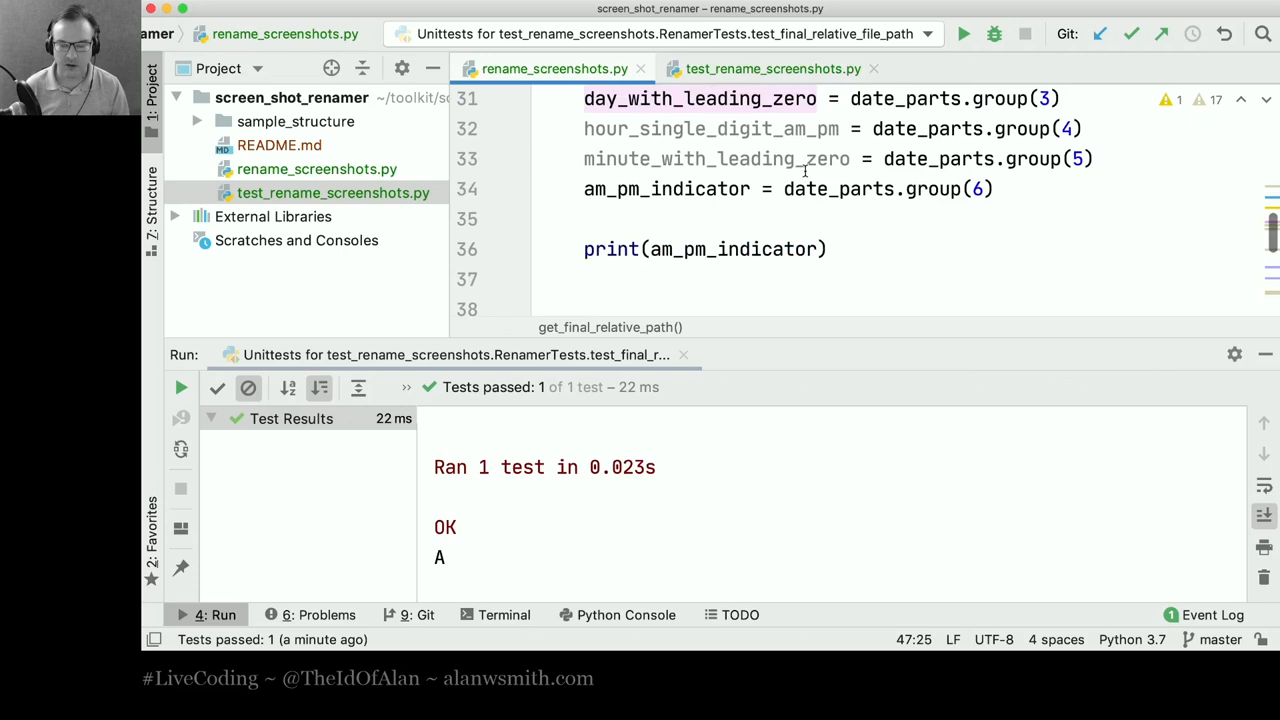 screen_shot_renamer – rename_screenshots.py
amer
rename_screenshots.py
Unittests for test_rename_screenshots.RenamerTests.test_final_relative_file_path
Git:
1: Project
Z: Structure
2: Favorites
Project
screen_shot_renamer ~/toolkit/sc
sample_structure
README.md
rename_screenshots.py
test_rename_screenshots.py
External Libraries
Scratches and Consoles
rename_screenshots.py
test_rename_screenshots.py
1 17
31 day_with_leading_zero = date_parts.group(3)
32 hour_single_digit_am_pm = date_parts.group(4)
33 minute_with_leading_zero = date_parts.group(5)
34 am_pm_indicator = date_parts.group(6)
35
36 print(am_pm_indicator)
37
38
get_final_relative_path()
Run: Unittests for test_rename_screenshots.RenamerTests.test_final_r...
Tests passed: 1 of 1 test – 22 ms
Test Results 22 ms
Ran 1 test in 0.023s
OK
A
4: Run 6: Problems 9: Git Terminal Python Console TODO 1 Event Log
Tests passed: 1 (a minute ago) 47:25 LF UTF-8 4 spaces Python 3.7 master
#LiveCoding ~ @TheIdOfAlan ~ alanwsmith.com